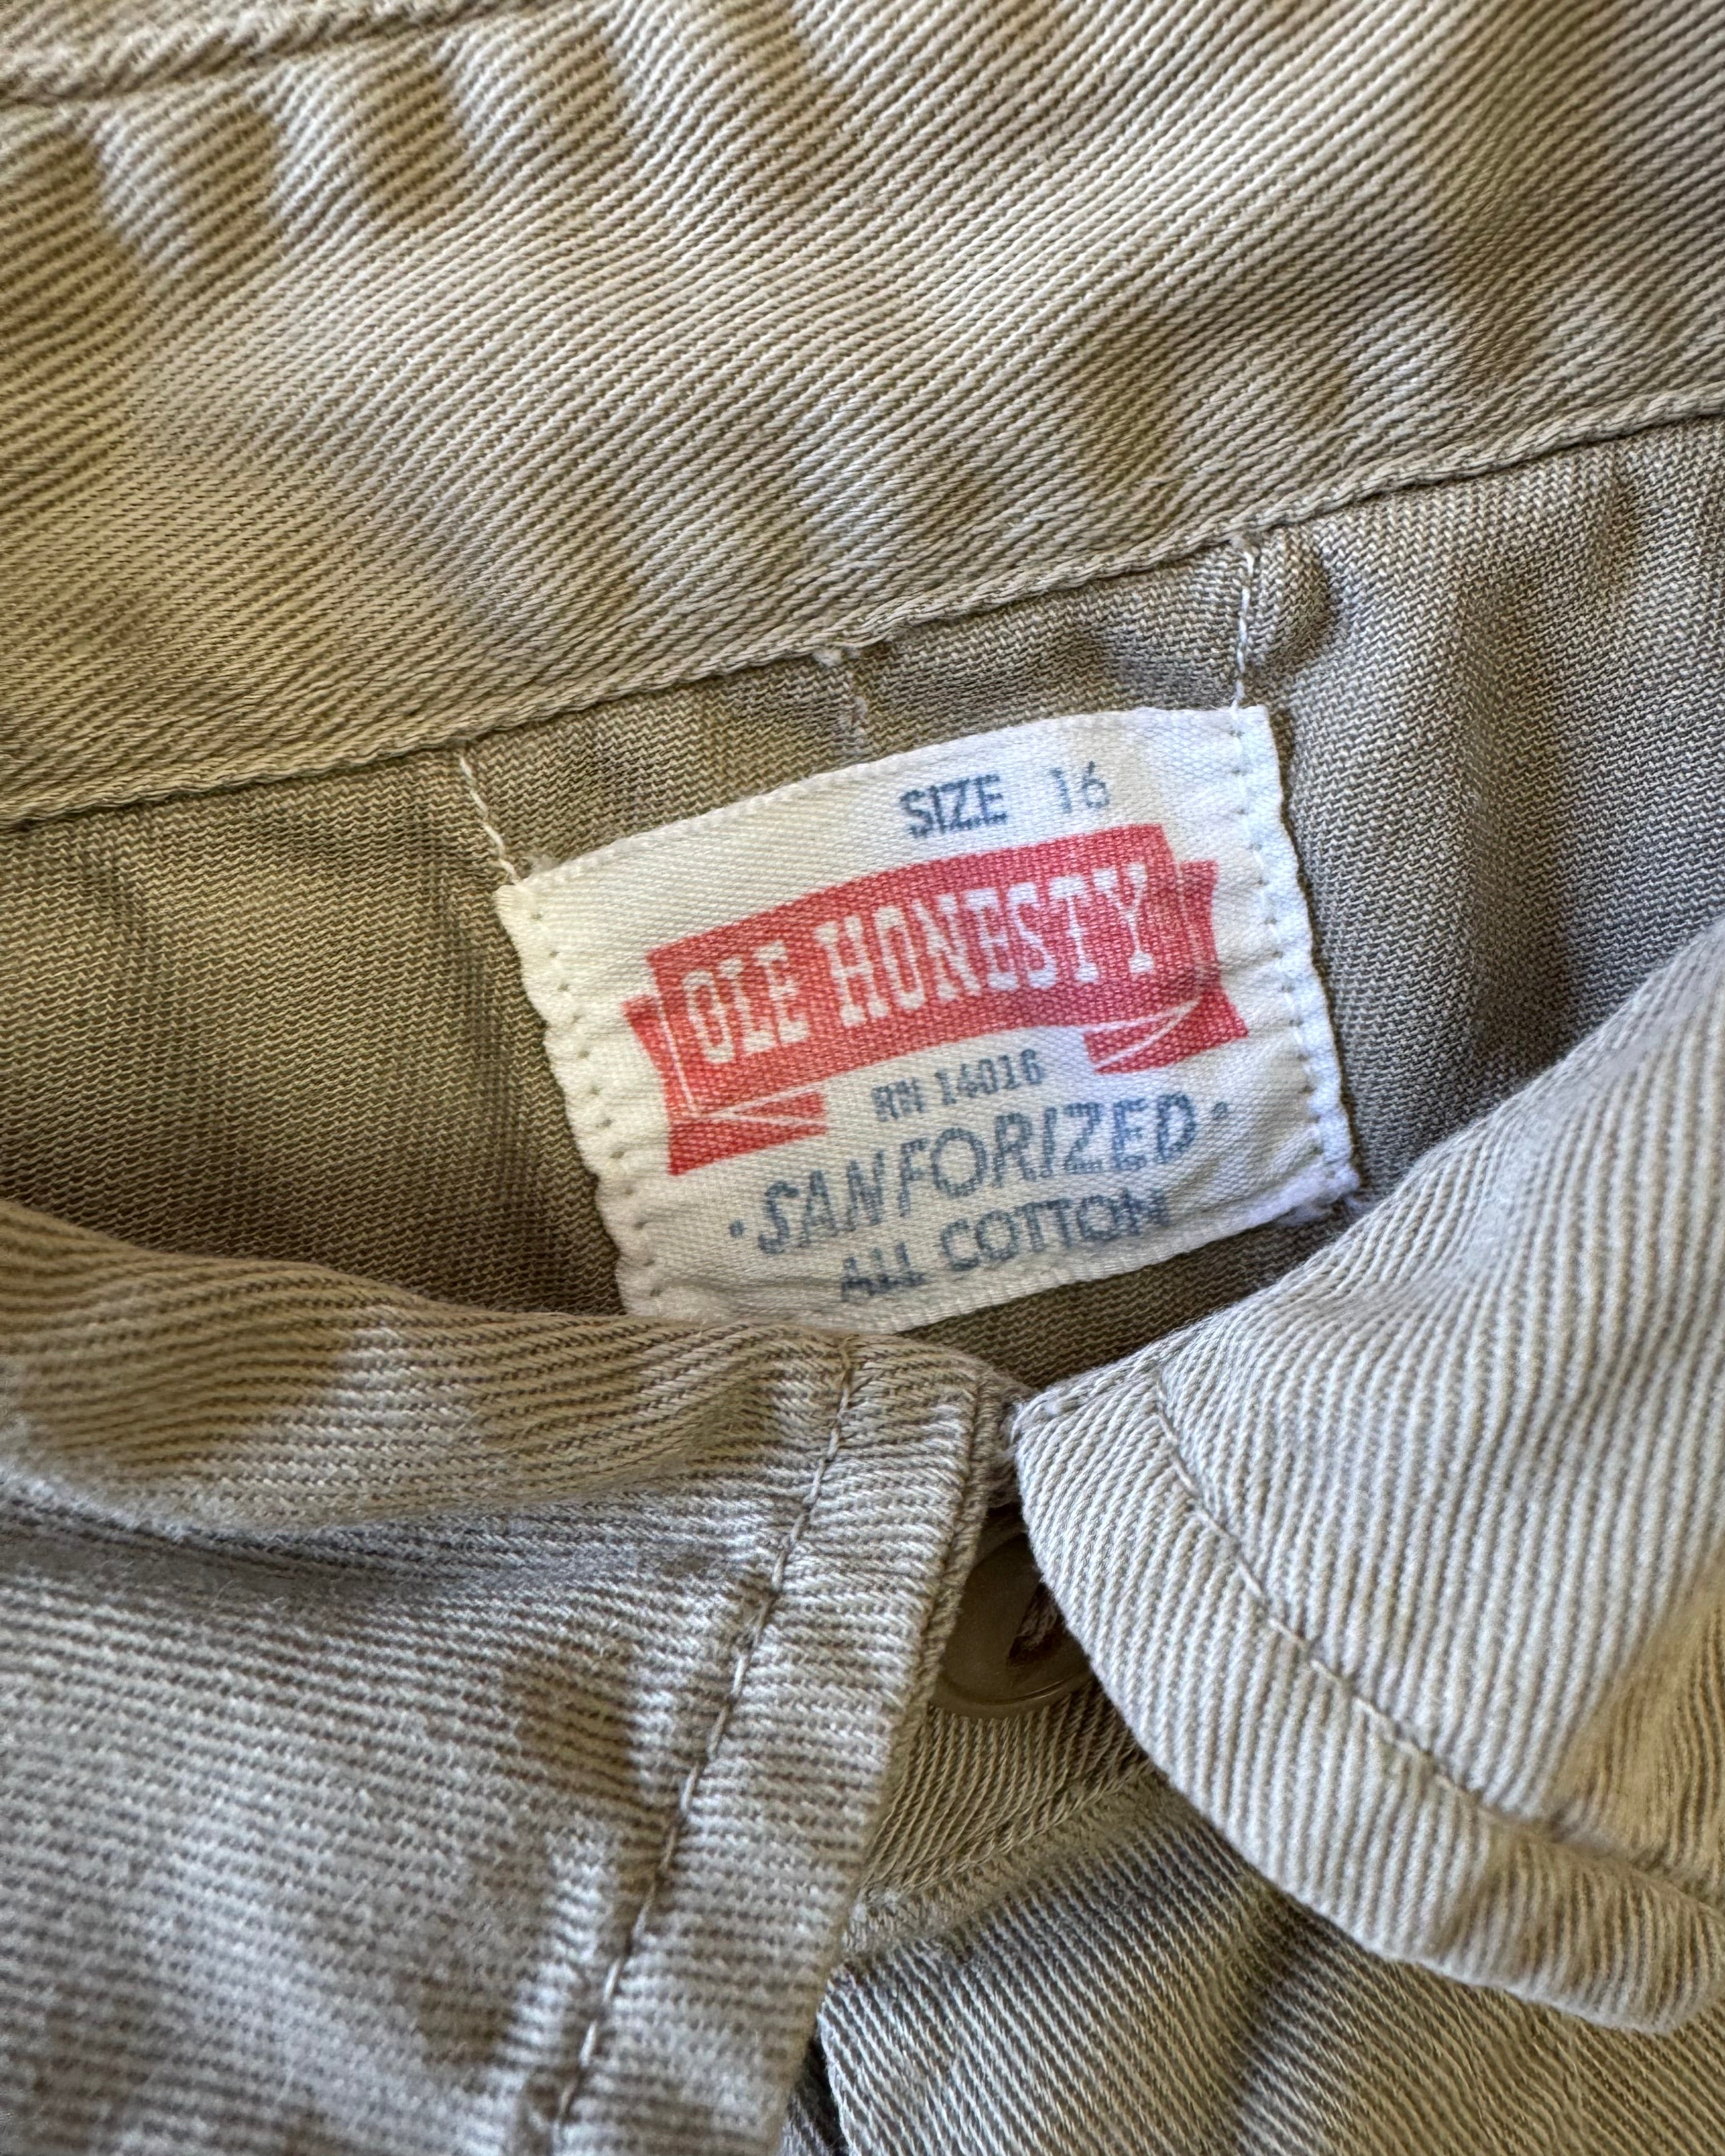 SIZE 16
OLE HONESTY
RN 14016
·SANFORIZED·
ALL COTTON